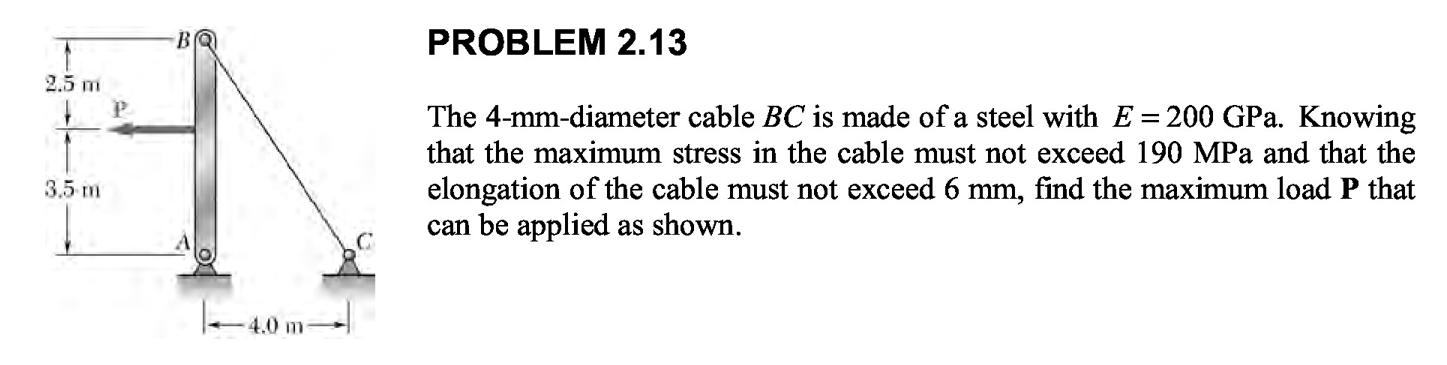 PROBLEM 2.13
B
2.5 m
P
3.5 m
A
C
4.0 m
The 4-mm-diameter cable BC is made of a steel with E = 200 GPa. Knowing
that the maximum stress in the cable must not exceed 190 MPa and that the
elongation of the cable must not exceed 6 mm, find the maximum load P that
can be applied as shown.